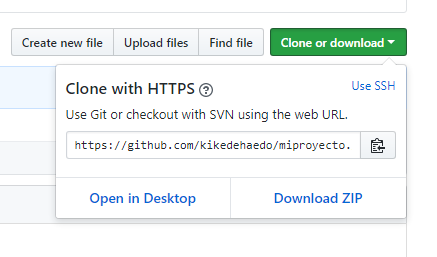 Create new file Upload files Find file Clone or download
Clone with HTTPS ? Use SSH
Use Git or checkout with SVN using the web URL.
https://github.com/kikedehaedo/miproyecto.
Open in Desktop Download ZIP